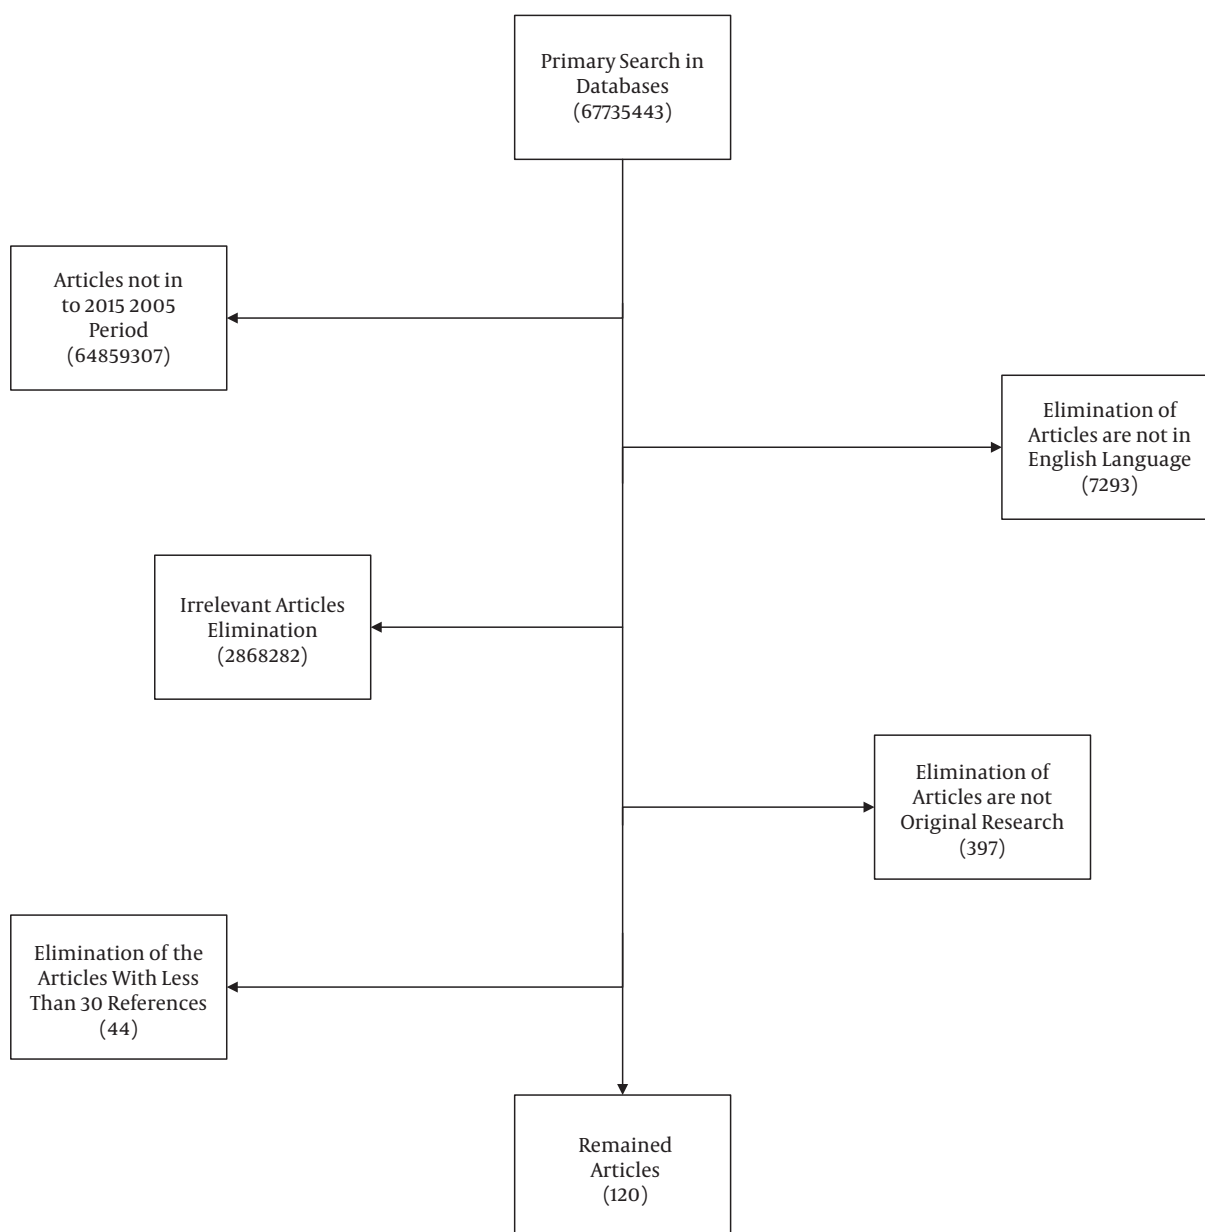 Primary Search in
Databases
(67735443)
Articles not in
to 2015 2005
Period
(64859307)
Elimination of
Articles are not in
English Language
(7293)
Irrelevant Articles
Elimination
(2868282)
Elimination of
Articles are not
Original Research
(397)
Elimination of the
Articles With Less
Than 30 References
(44)
Remained
Articles
(120)